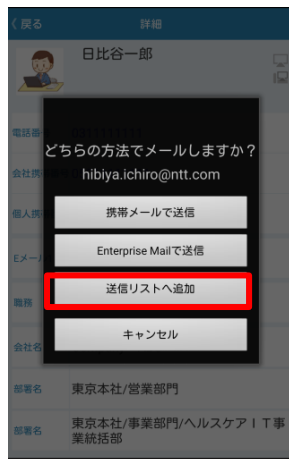 戻る
詳細
日比谷一郎
電話番
どちらの方法でメールしますか?
hibiya.ichiro@ntt.com
会社携
携帯メールで送信
個人携
Enterprise Mailで送信
Eメール
送信リストへ追加
職務
キャンセル
会社名
部署名
東京本社/営業部門
部署名
東京本社/事業部門/ヘルスケアIT事
業統括部